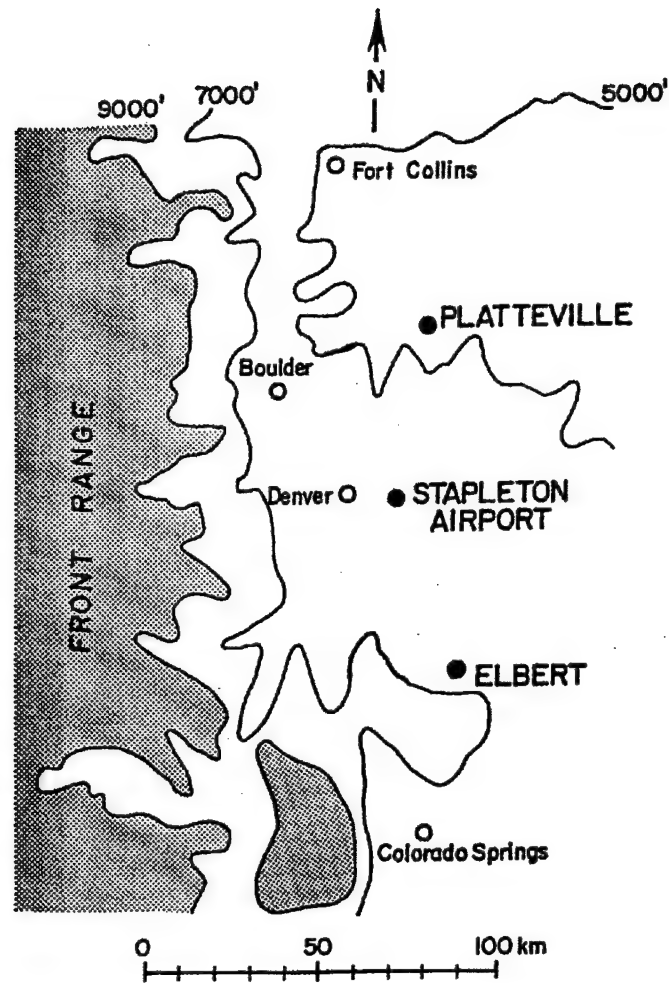 N
9000' 7000' 5000'
Fort Collins
PLATTEVILLE
Boulder
FRONT RANGE
Denver STAPLETON
AIRPORT
ELBERT
Colorado Springs
0 50 100 km